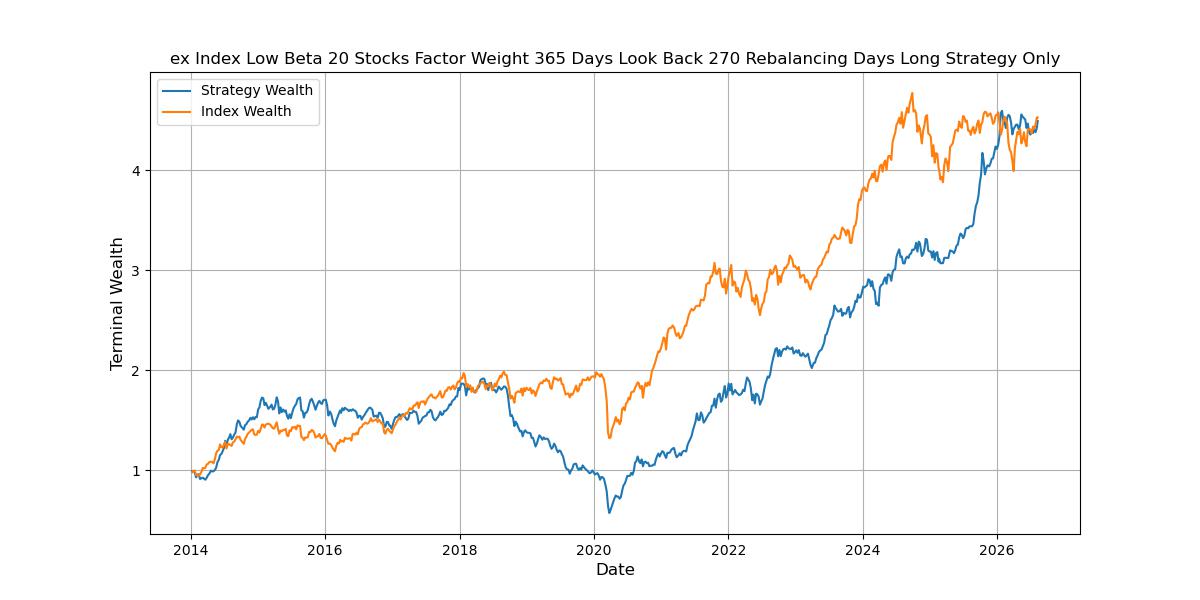 ex Index Low Beta 20 Stocks Factor Weight 365 Days Look Back 270 Rebalancing Days Long Strategy Only
Strategy Wealth
Index Wealth
Terminal Wealth
4
3
2
1
2014 2016 2018 2020 2022 2024 2026
Date